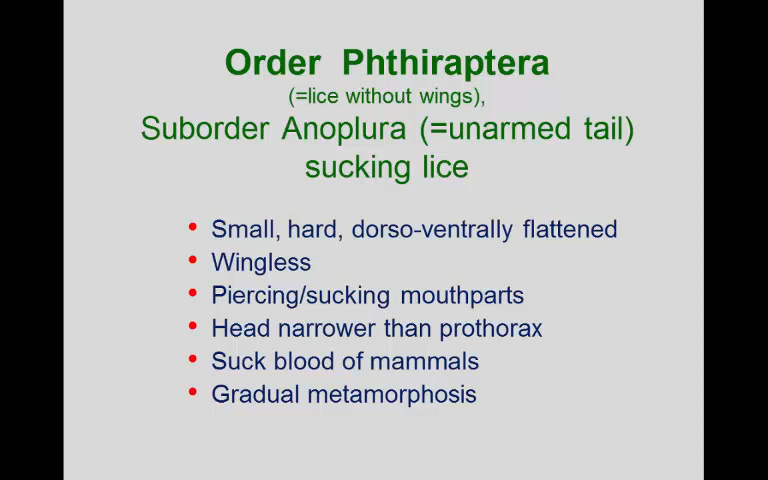 Order Phthiraptera
(=lice without wings),
Suborder Anoplura (=unarmed tail)
sucking lice
• Small, hard, dorso-ventrally flattened
• Wingless
• Piercing/sucking mouthparts
• Head narrower than prothorax
• Suck blood of mammals
• Gradual metamorphosis